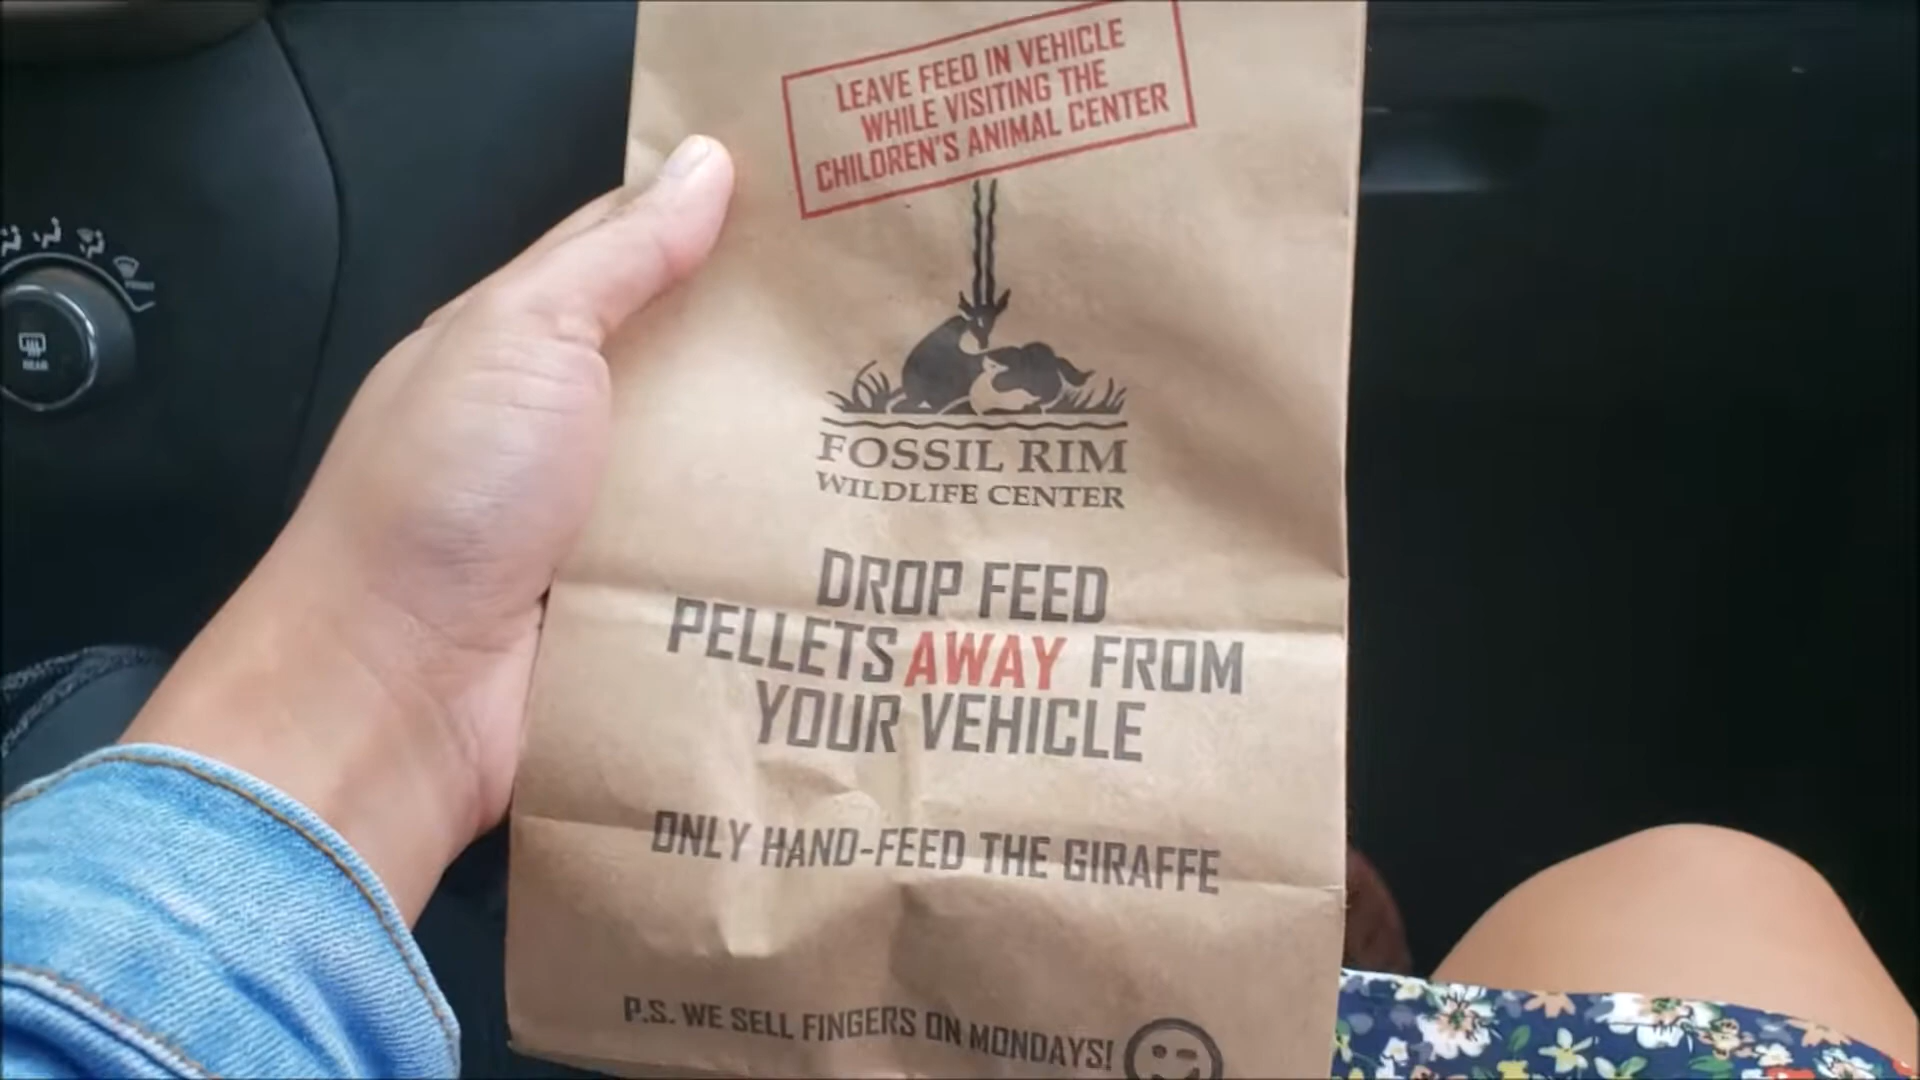 LEAVE FEED IN VEHICLE
WHILE VISITING THE
CHILDREN'S ANIMAL CENTER
FOSSIL RIM
WILDLIFE CENTER
DROP FEED
PELLETS AWAY FROM
YOUR VEHICLE
ONLY HAND-FEED THE GIRAFFE
P.S. WE SELL FINGERS ON MONDAYS!
REAR